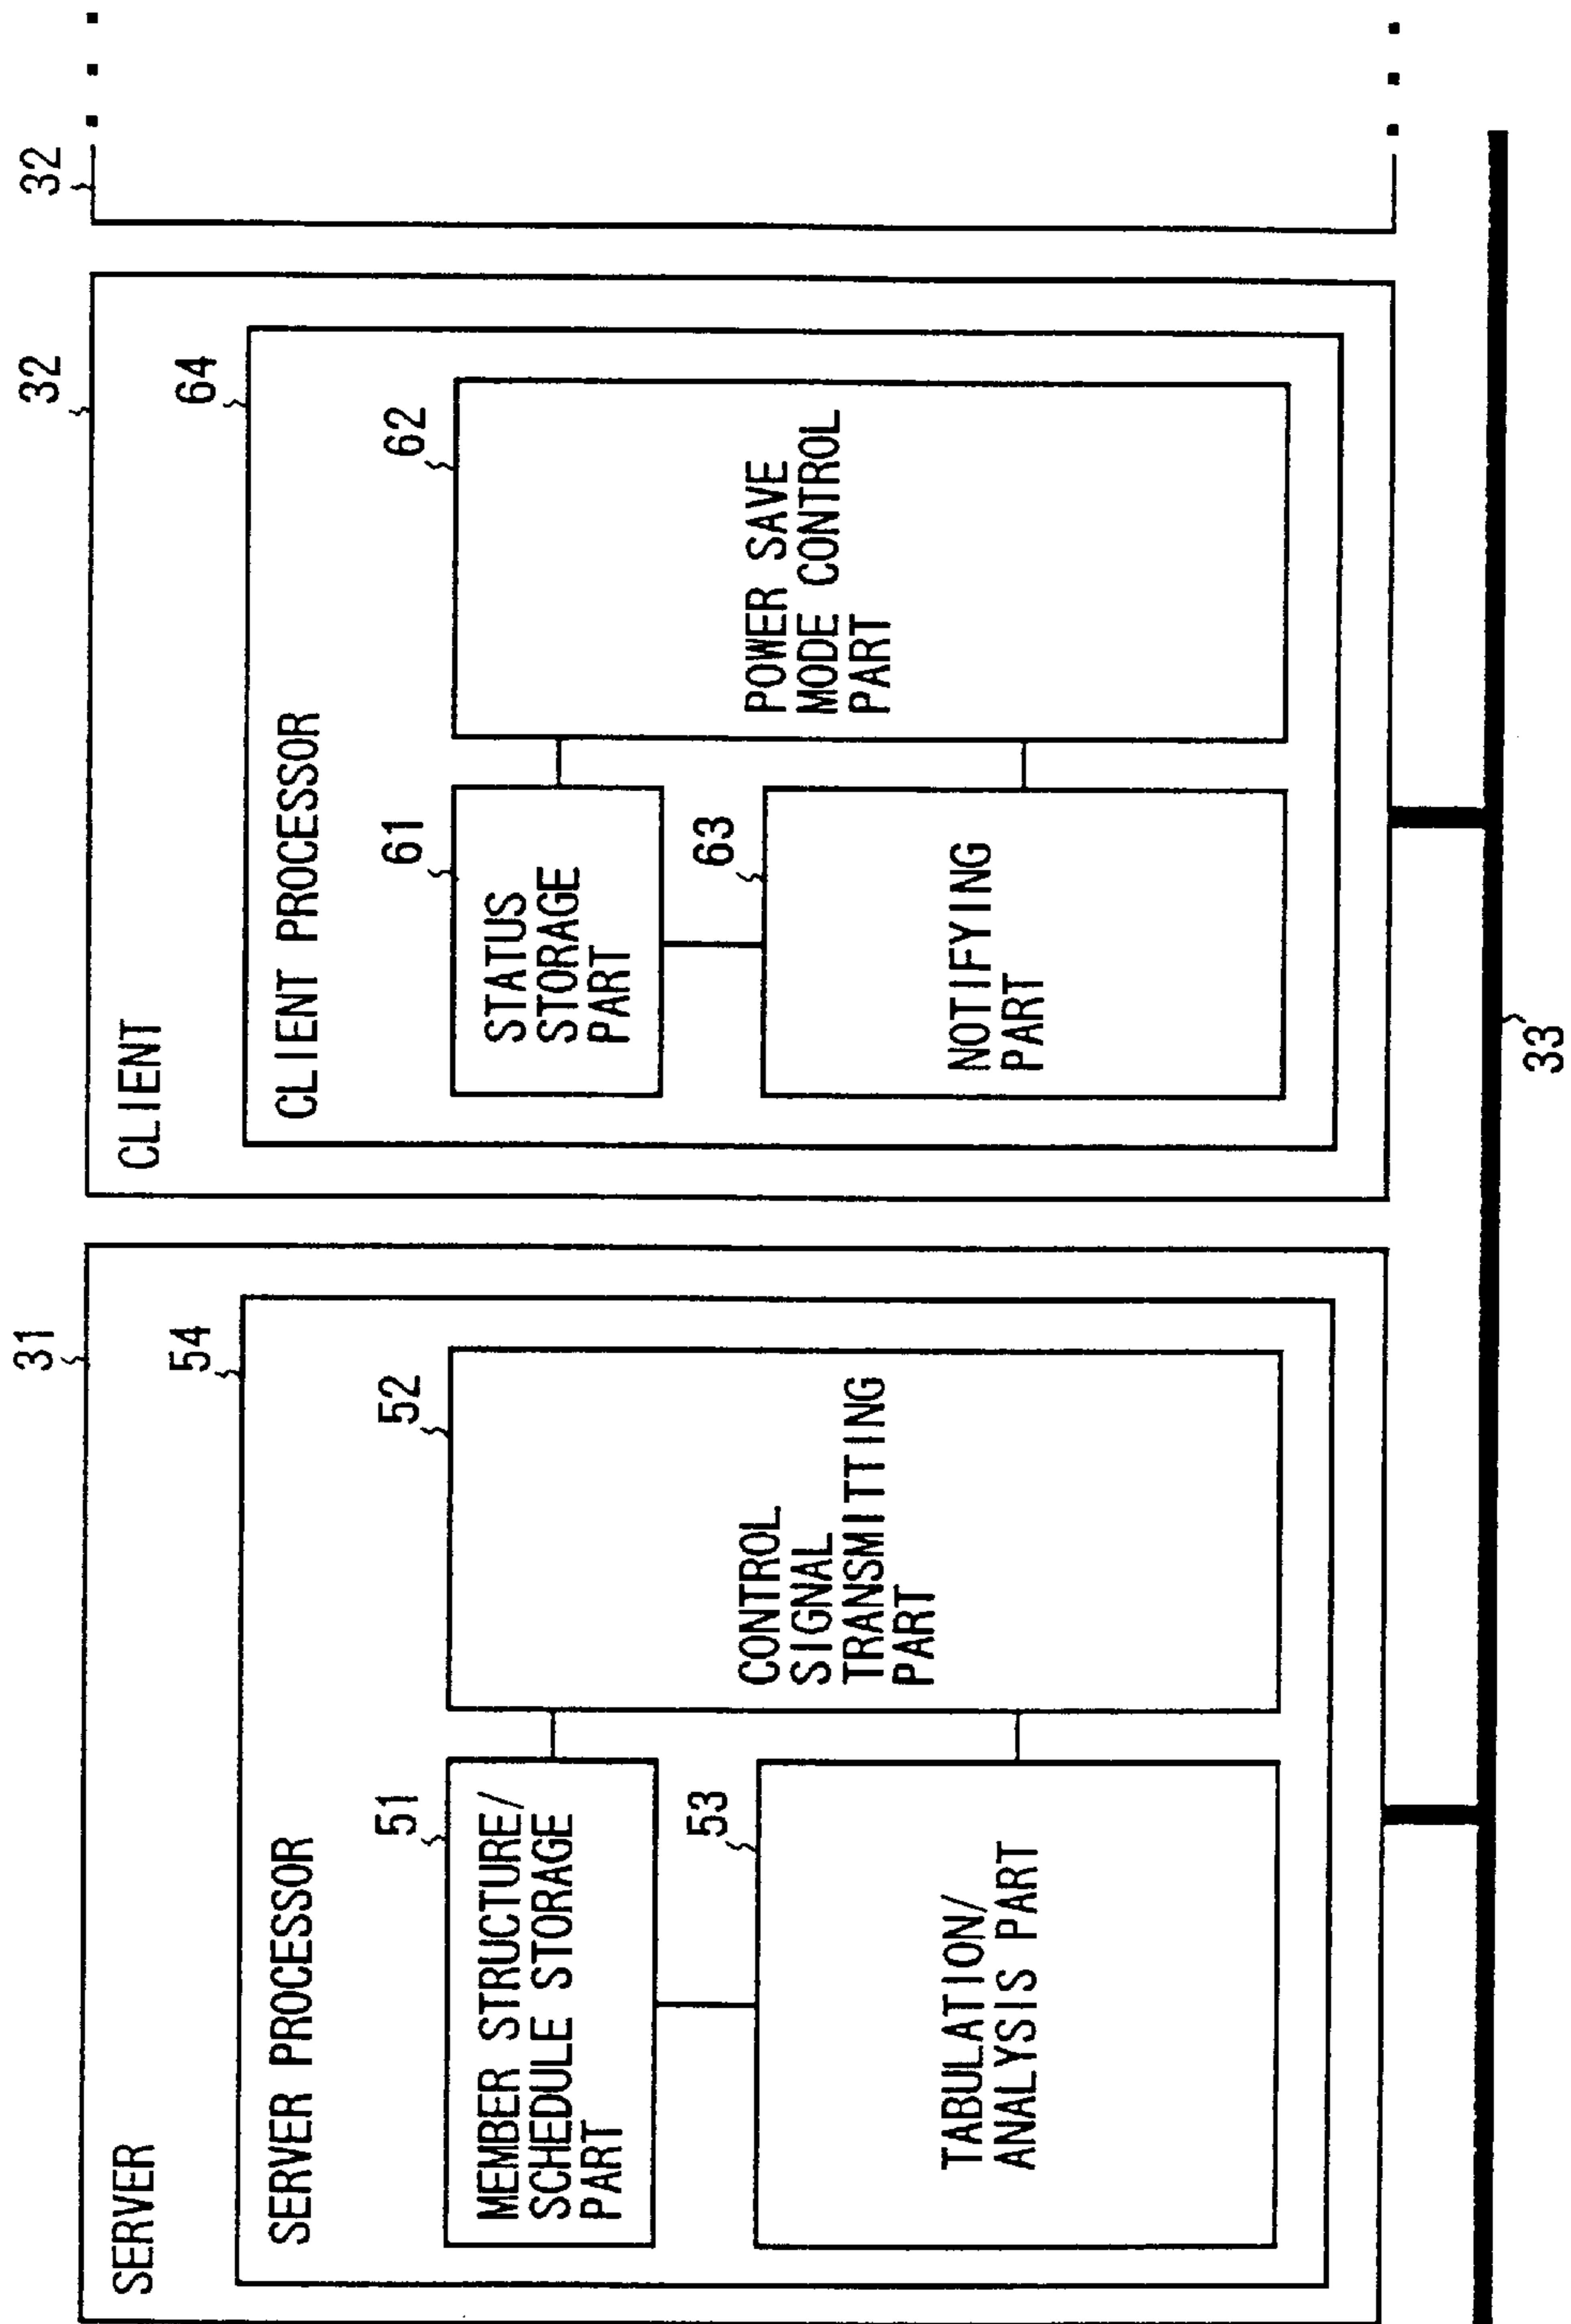 31
SERVER
54
SERVER PROCESSOR
51
MEMBER STRUCTURE/
SCHEDULE STORAGE
PART
52
CONTROL
SIGNAL
TRANSMITTING
PART
53
TABULATION/
ANALYSIS PART
32
CLIENT
64
CLIENT PROCESSOR
61
STATUS
STORAGE
PART
62
POWER SAVE
MODE CONTROL
PART
63
NOTIFYING
PART
32
33